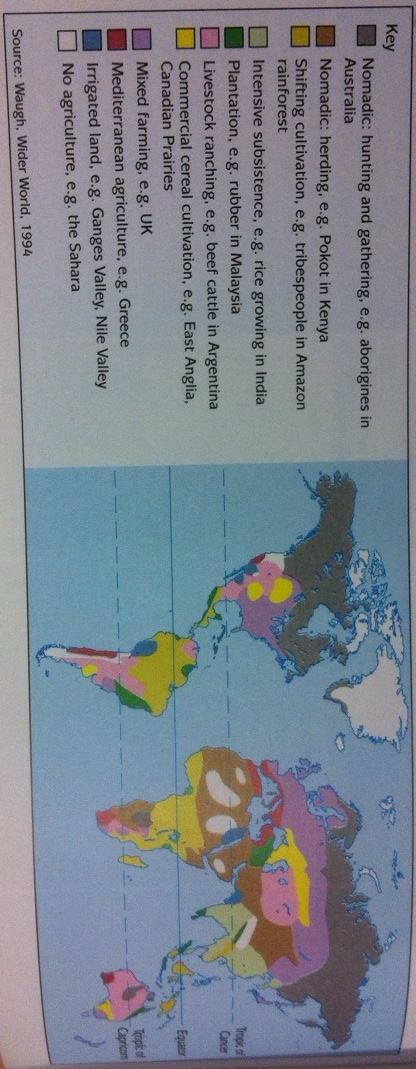 Key
Nomadic: hunting and gathering, e.g. aborigines in
Australia
Nomadic: herding, e.g. Pokot in Kenya
Shifting cultivation, e.g. tribespeople in Amazon
rainforest
Intensive subsistence, e.g. rice growing in India
Plantation, e.g. rubber in Malaysia
Livestock ranching, e.g. beef cattle in Argentina
Commercial cereal cultivation, e.g. East Anglia,
Canadian Prairies
Mixed farming, e.g. UK
Mediterranean agriculture, e.g. Greece
Irrigated land, e.g. Ganges Valley, Nile Valley
No agriculture, e.g. the Sahara
Source: Waugh, Wider World, 1994
Tropic of
Cancer
Equator
Tropic of
Capricorn